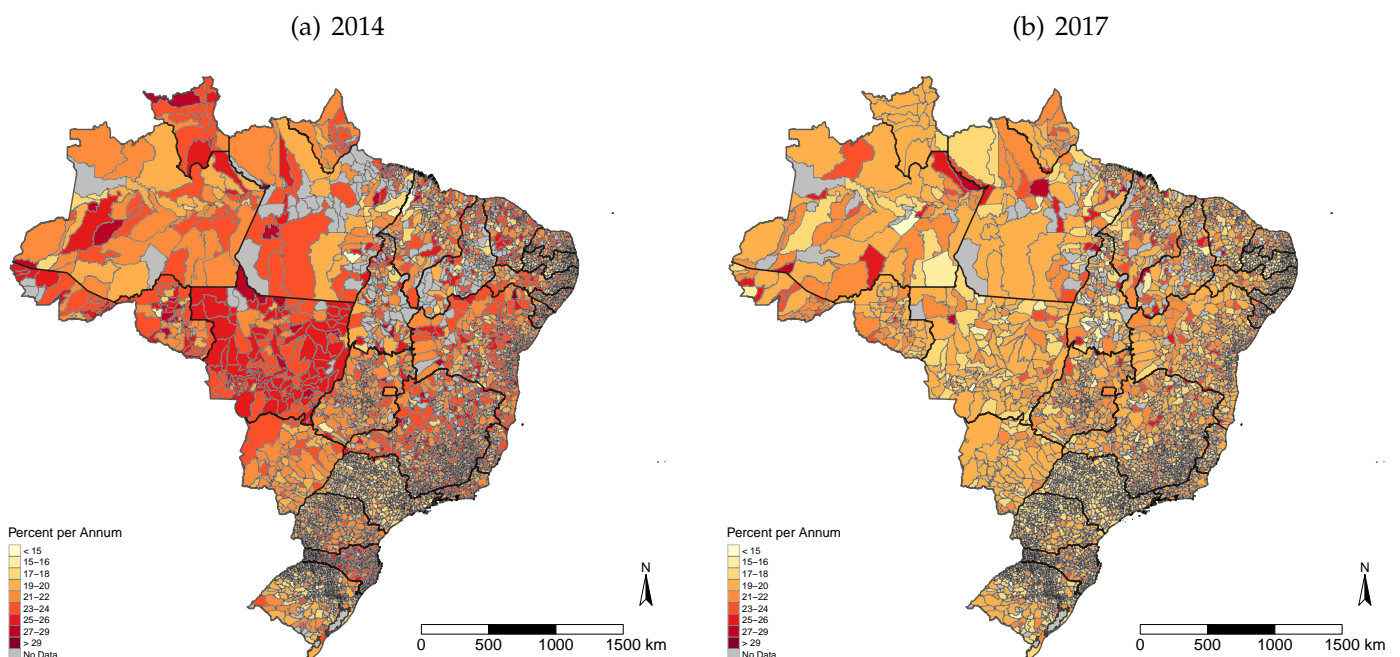 (a) 2014
(b) 2017
Percent per Annum
< 15
15–16
17–18
19–20
21–22
23–24
25–26
27–29
> 29
No Data
N
0 500 1000 1500 km
Percent per Annum
< 15
15–16
17–18
19–20
21–22
23–24
25–26
27–29
> 29
No Data
N
0 500 1000 1500 km